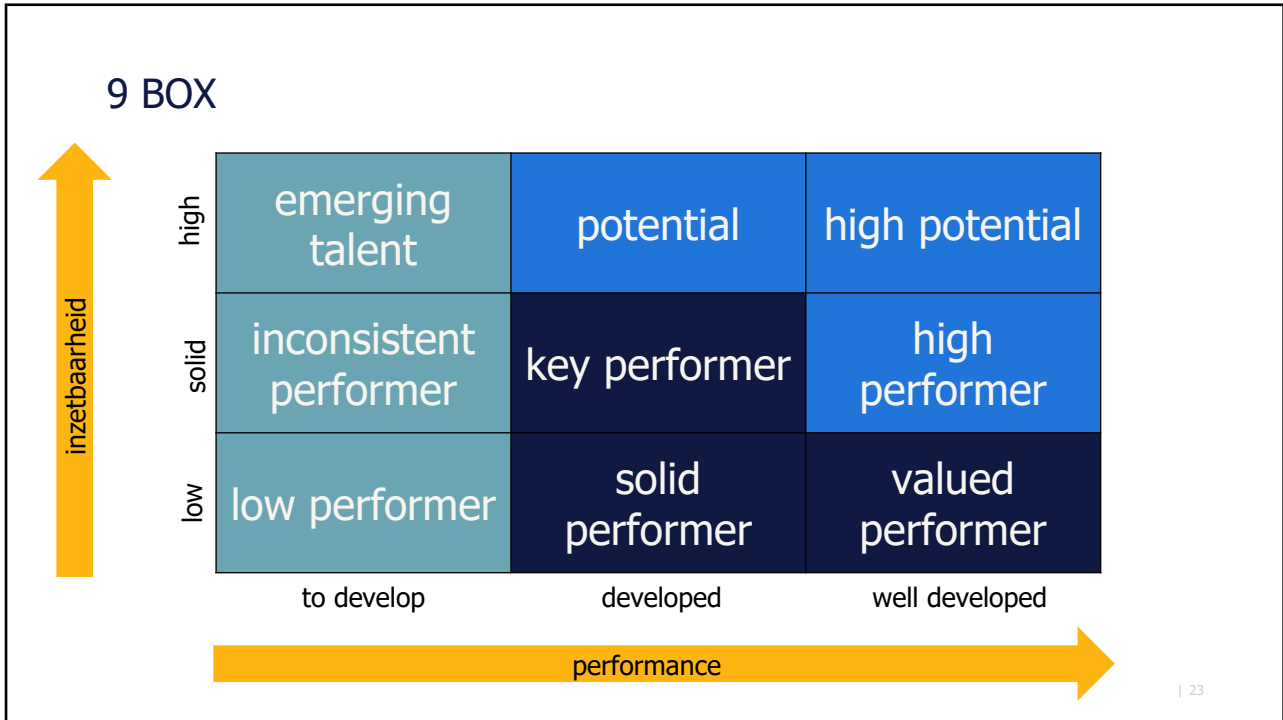 9 BOX
inzetbaarheid
high
emerging
talent
potential
high potential
solid
inconsistent
performer
key performer
high
performer
low
low performer
solid
performer
valued
performer
to develop
developed
well developed
performance
| 23